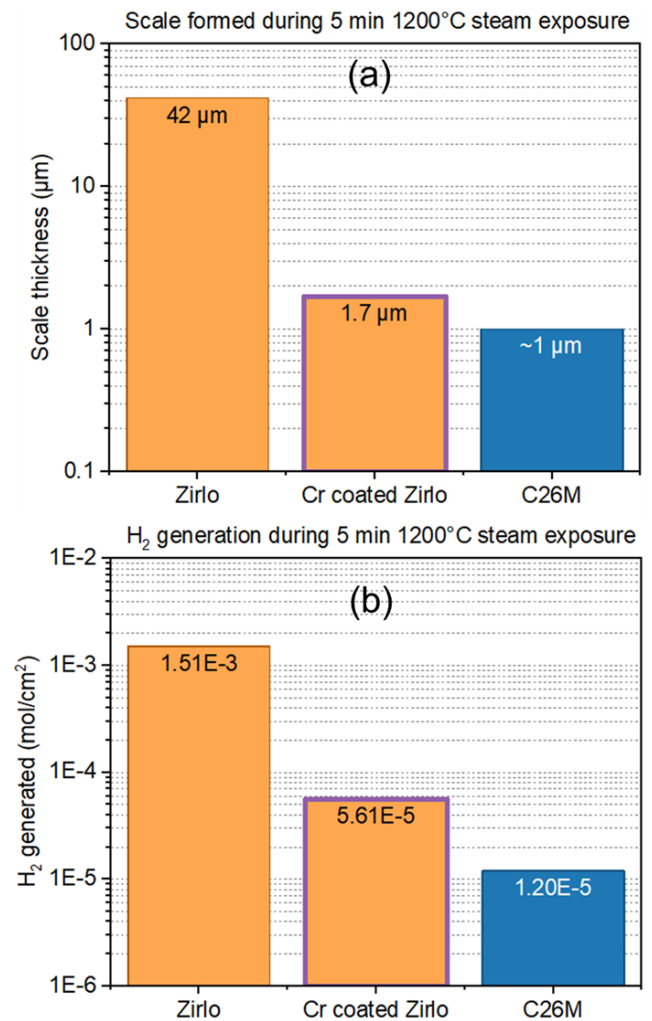 Scale formed during 5 min 1200°C steam exposure
(a)
Scale thickness (µm)
100
10
1
0.1
42 µm
1.7 µm
~1 µm
Zirlo
Cr coated Zirlo
C26M
H₂ generation during 5 min 1200°C steam exposure
(b)
H₂ generated (mol/cm²)
1E-2
1E-3
1E-4
1E-5
1E-6
1.51E-3
5.61E-5
1.20E-5
Zirlo
Cr coated Zirlo
C26M